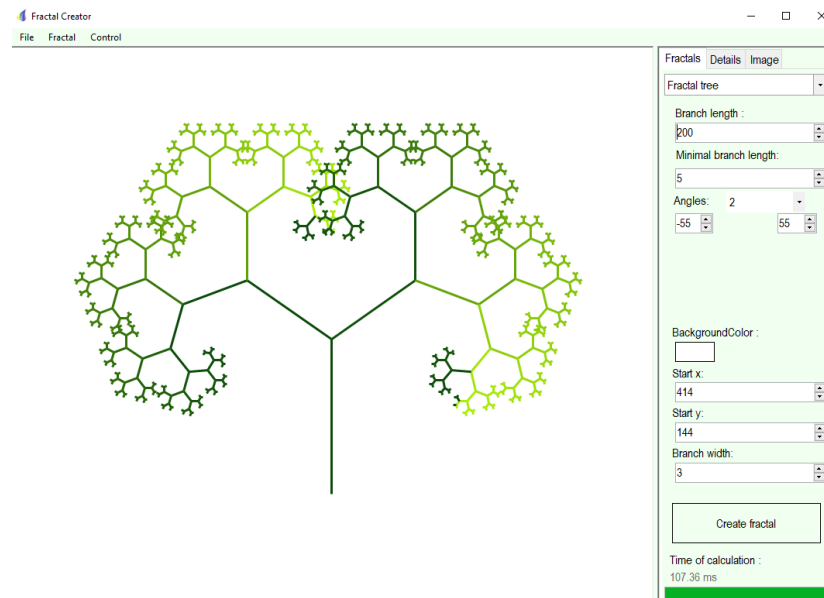 Fractal Creator
File Fractal Control
Fractals Details Image
Fractal tree
Branch length :
200
Minimal branch length:
5
Angles: 2
-55 55
BackgroundColor :
Start x:
414
Start y:
144
Branch width:
3
Create fractal
Time of calculation :
107.36 ms